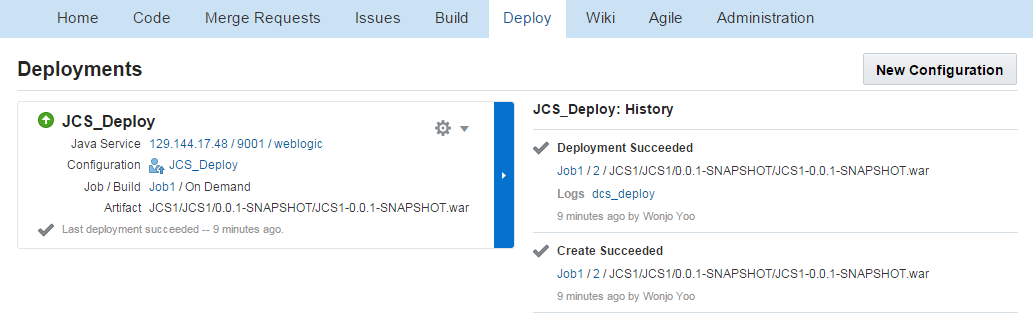 Home Code Merge Requests Issues Build Deploy Wiki Agile Administration
Deployments
New Configuration
JCS_Deploy
Java Service 129.144.17.48 / 9001 / weblogic
Configuration JCS_Deploy
Job / Build Job1 / On Demand
Artifact JCS1/JCS1/0.0.1-SNAPSHOT/JCS1-0.0.1-SNAPSHOT.war
Last deployment succeeded -- 9 minutes ago.
JCS_Deploy: History
Deployment Succeeded
Job1 / 2 / JCS1/JCS1/0.0.1-SNAPSHOT/JCS1-0.0.1-SNAPSHOT.war
Logs dcs_deploy
9 minutes ago by Wonjo Yoo
Create Succeeded
Job1 / 2 / JCS1/JCS1/0.0.1-SNAPSHOT/JCS1-0.0.1-SNAPSHOT.war
9 minutes ago by Wonjo Yoo